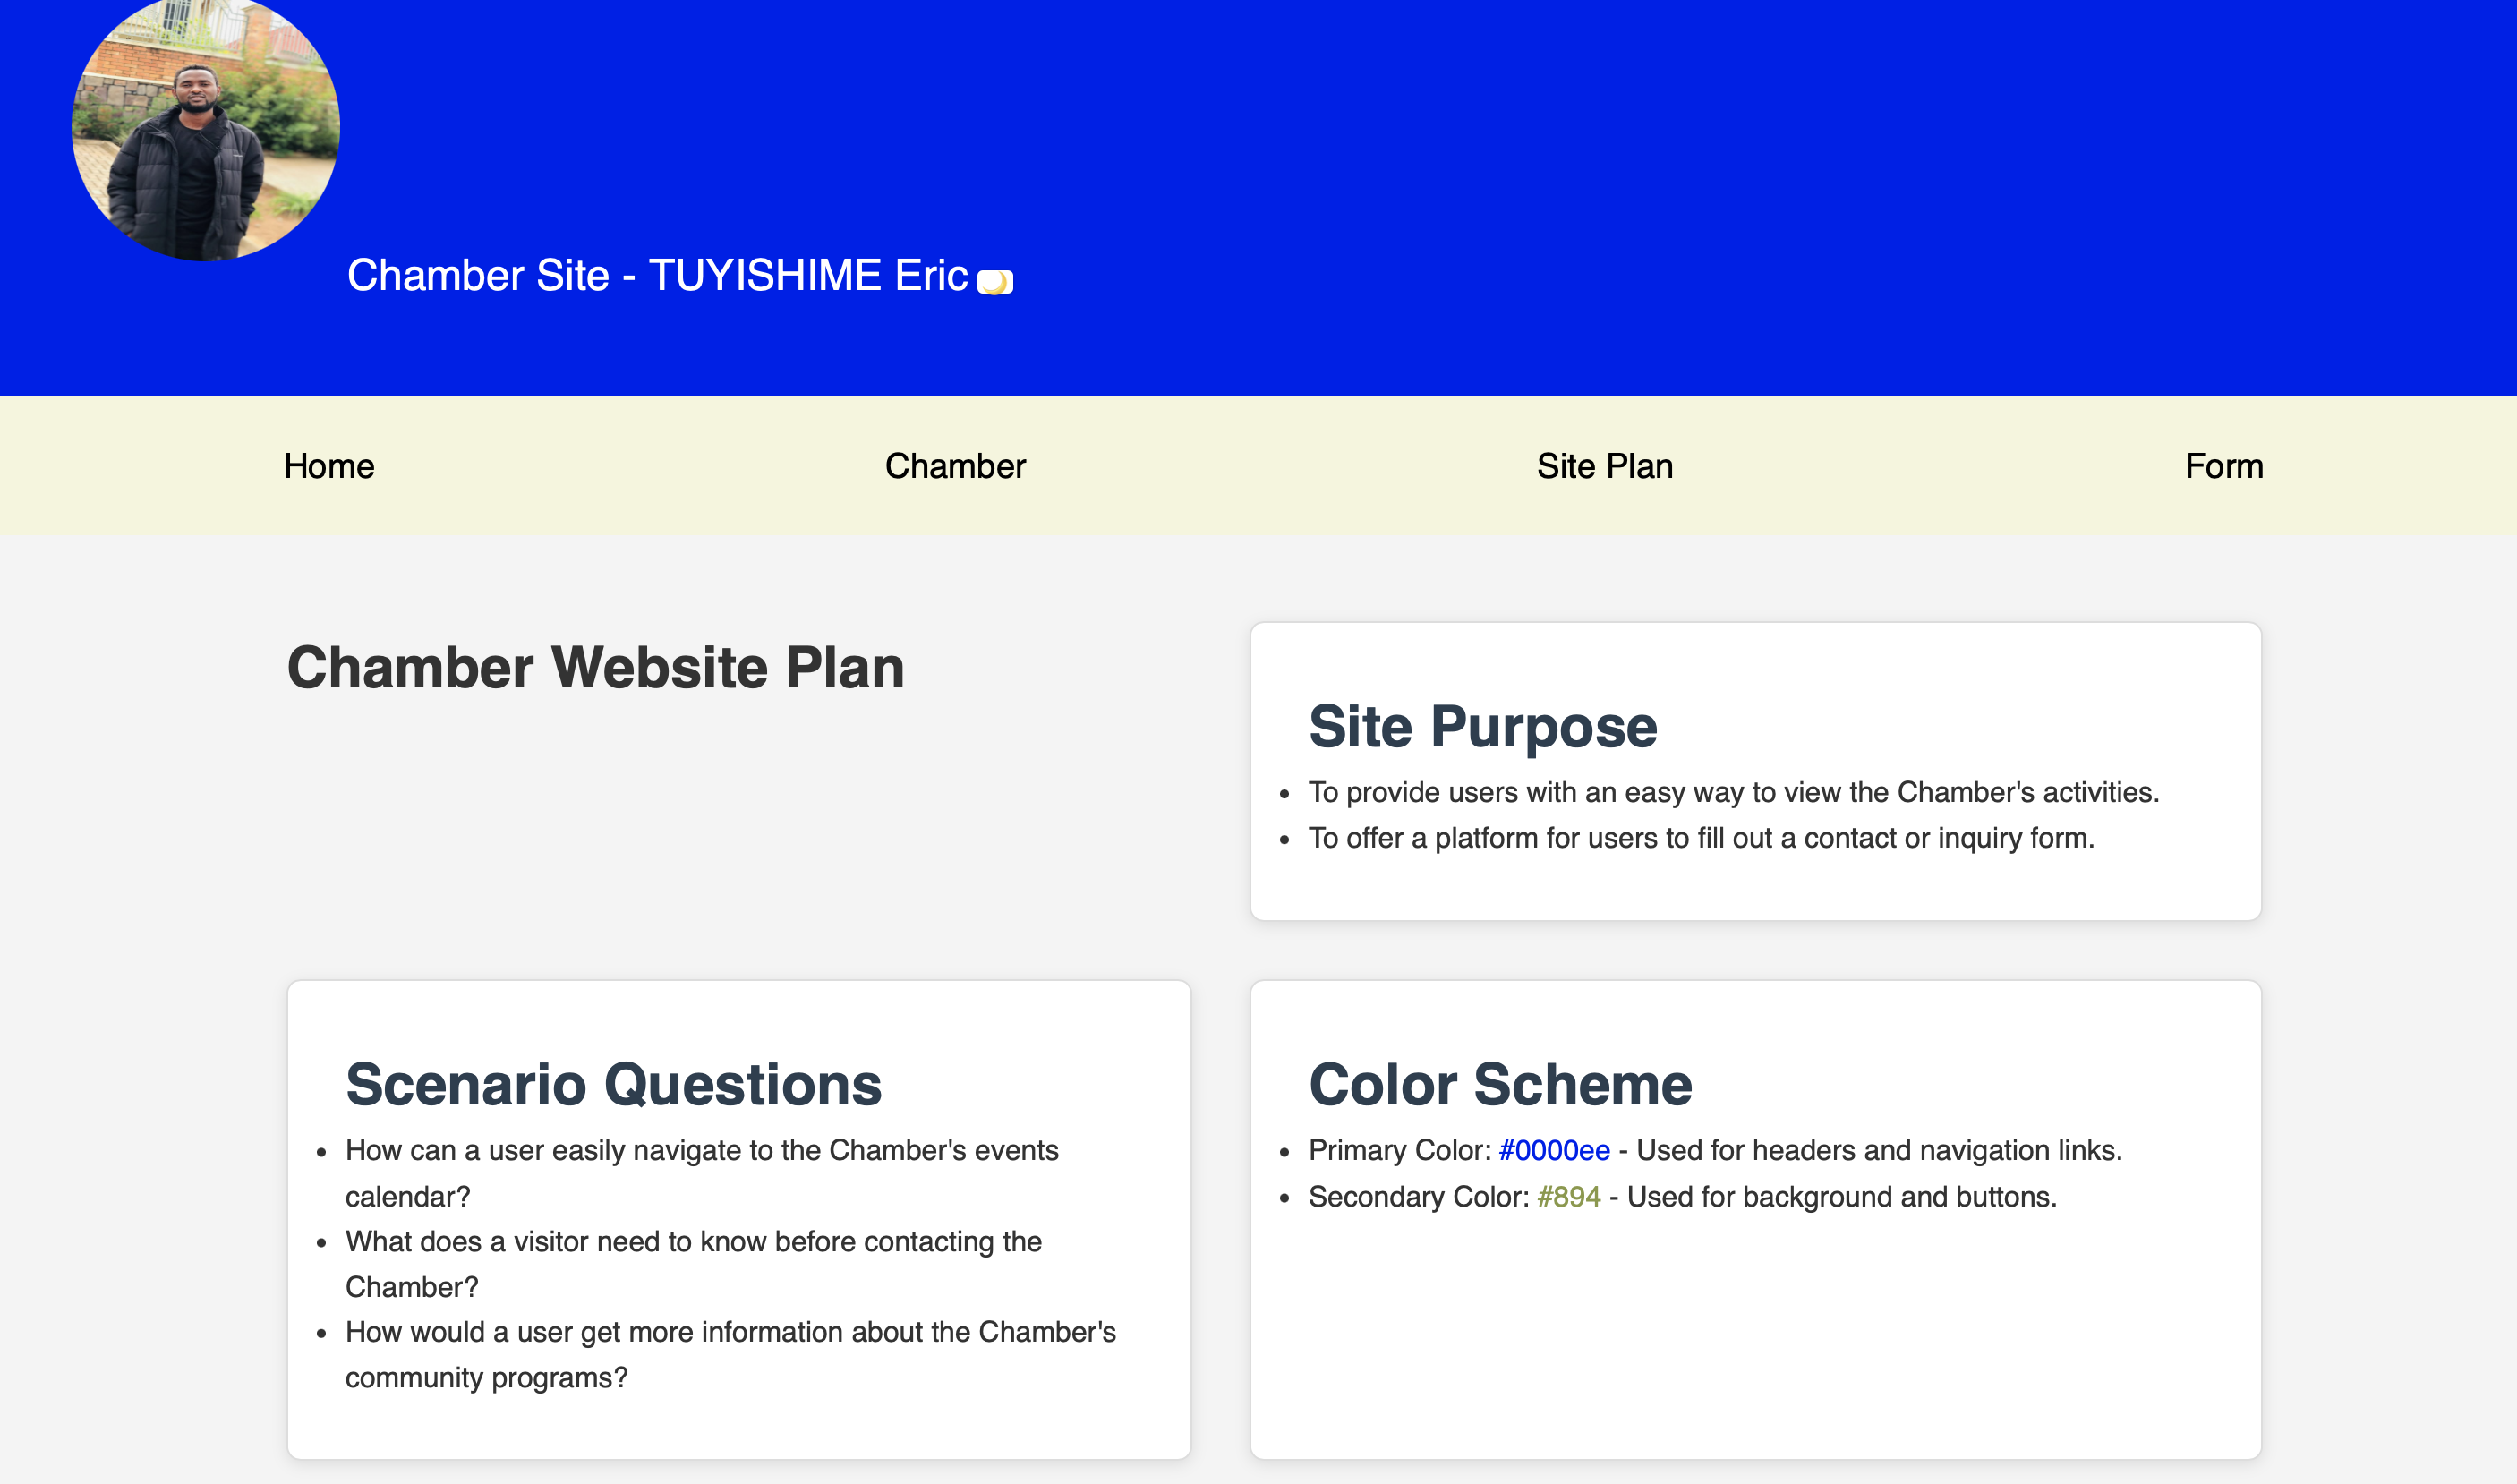 Chamber Site - TUYISHIME Eric 🌙
Home
Chamber
Site Plan
Form
Chamber Website Plan
Site Purpose
• To provide users with an easy way to view the Chamber's activities.
• To offer a platform for users to fill out a contact or inquiry form.
Scenario Questions
• How can a user easily navigate to the Chamber's events
calendar?
• What does a visitor need to know before contacting the
Chamber?
• How would a user get more information about the Chamber's
community programs?
Color Scheme
• Primary Color: #0000ee - Used for headers and navigation links.
• Secondary Color: #894 - Used for background and buttons.